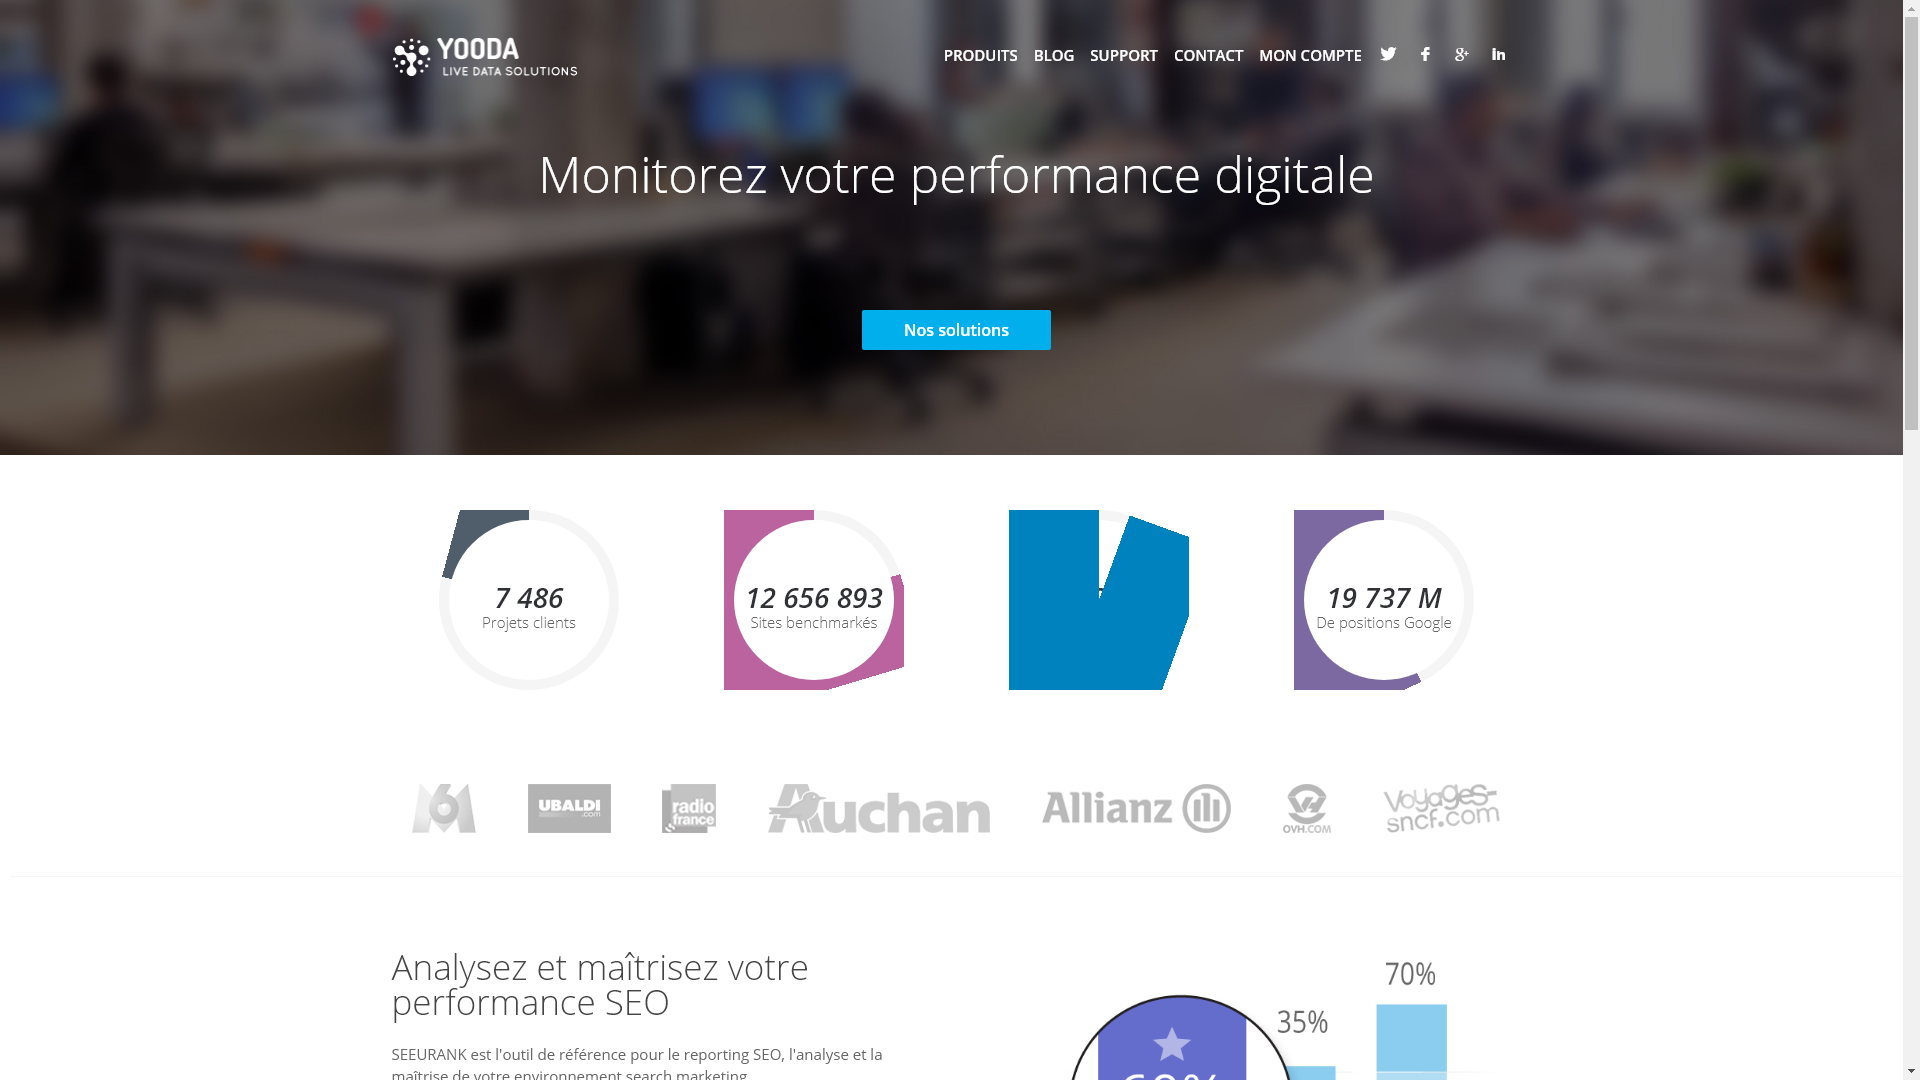 YOODA
LIVE DATA SOLUTIONS
PRODUITS BLOG SUPPORT CONTACT MON COMPTE
Monitorez votre performance digitale
Nos solutions
7 486
Projets clients
12 656 893
Sites benchmarkés
19 737 M
De positions Google
M6
UBALDI
.com
radio
france
Auchan
Allianz
OVH.COM
Voyages-
sncf.com
Analysez et maîtrisez votre
performance SEO
SEEURANK est l'outil de référence pour le reporting SEO, l'analyse et la
maîtrise de votre environnement search marketing
70%
35%